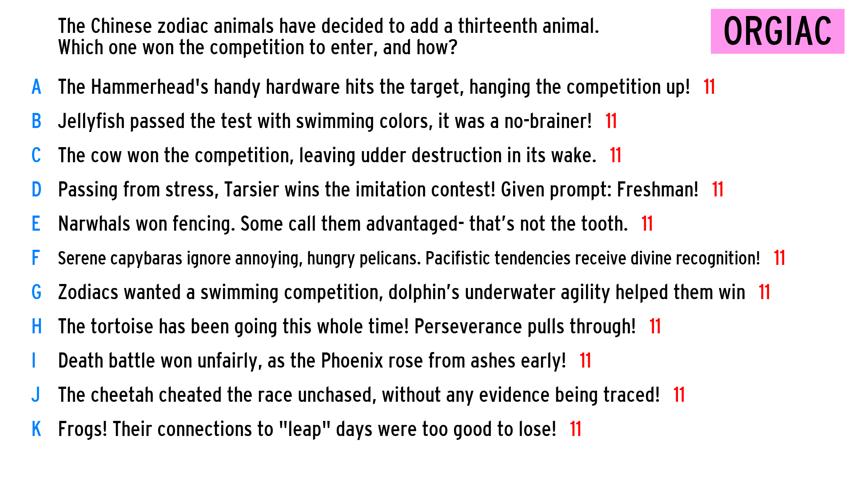 The Chinese zodiac animals have decided to add a thirteenth animal.
Which one won the competition to enter, and how?
ORGIAC
A The Hammerhead's handy hardware hits the target, hanging the competition up! 11
B Jellyfish passed the test with swimming colors, it was a no-brainer! 11
C The cow won the competition, leaving udder destruction in its wake. 11
D Passing from stress, Tarsier wins the imitation contest! Given prompt: Freshman! 11
E Narwhals won fencing. Some call them advantaged- that's not the tooth. 11
F Serene capybaras ignore annoying, hungry pelicans. Pacifistic tendencies receive divine recognition! 11
G Zodiacs wanted a swimming competition, dolphin's underwater agility helped them win 11
H The tortoise has been going this whole time! Perseverance pulls through! 11
I Death battle won unfairly, as the Phoenix rose from ashes early! 11
J The cheetah cheated the race unchased, without any evidence being traced! 11
K Frogs! Their connections to "leap" days were too good to lose! 11